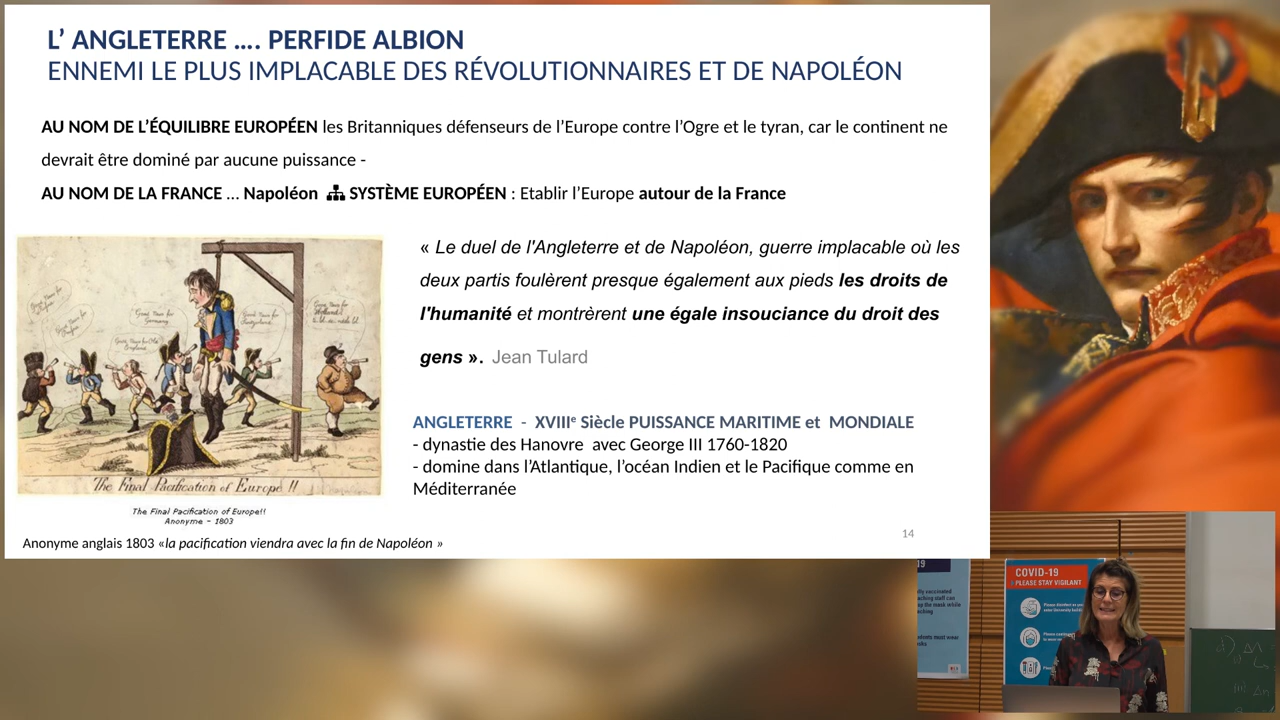 L' ANGLETERRE .... PERFIDE ALBION
ENNEMI LE PLUS IMPLACABLE DES RÉVOLUTIONNAIRES ET DE NAPOLÉON
AU NOM DE L'ÉQUILIBRE EUROPÉEN les Britanniques défenseurs de l'Europe contre l'Ogre et le tyran, car le continent ne
devrait être dominé par aucune puissance -
AU NOM DE LA FRANCE ... Napoléon SYSTÈME EUROPÉEN : Etablir l'Europe autour de la France
« Le duel de l'Angleterre et de Napoléon, guerre implacable où les
deux partis foulèrent presque également aux pieds les droits de
l'humanité et montrèrent une égale insouciance du droit des
gens ». Jean Tulard
ANGLETERRE - XVIIIe Siècle PUISSANCE MARITIME et MONDIALE
- dynastie des Hanovre avec George III 1760-1820
- domine dans l'Atlantique, l'océan Indien et le Pacifique comme en
Méditerranée
The Final Pacification of Europe !!
The Final Pacification of Europe!!
Anonyme - 1803
Anonyme anglais 1803 «la pacification viendra avec la fin de Napoléon »
14
19
COVID-19
PLEASE STAY VIGILANT